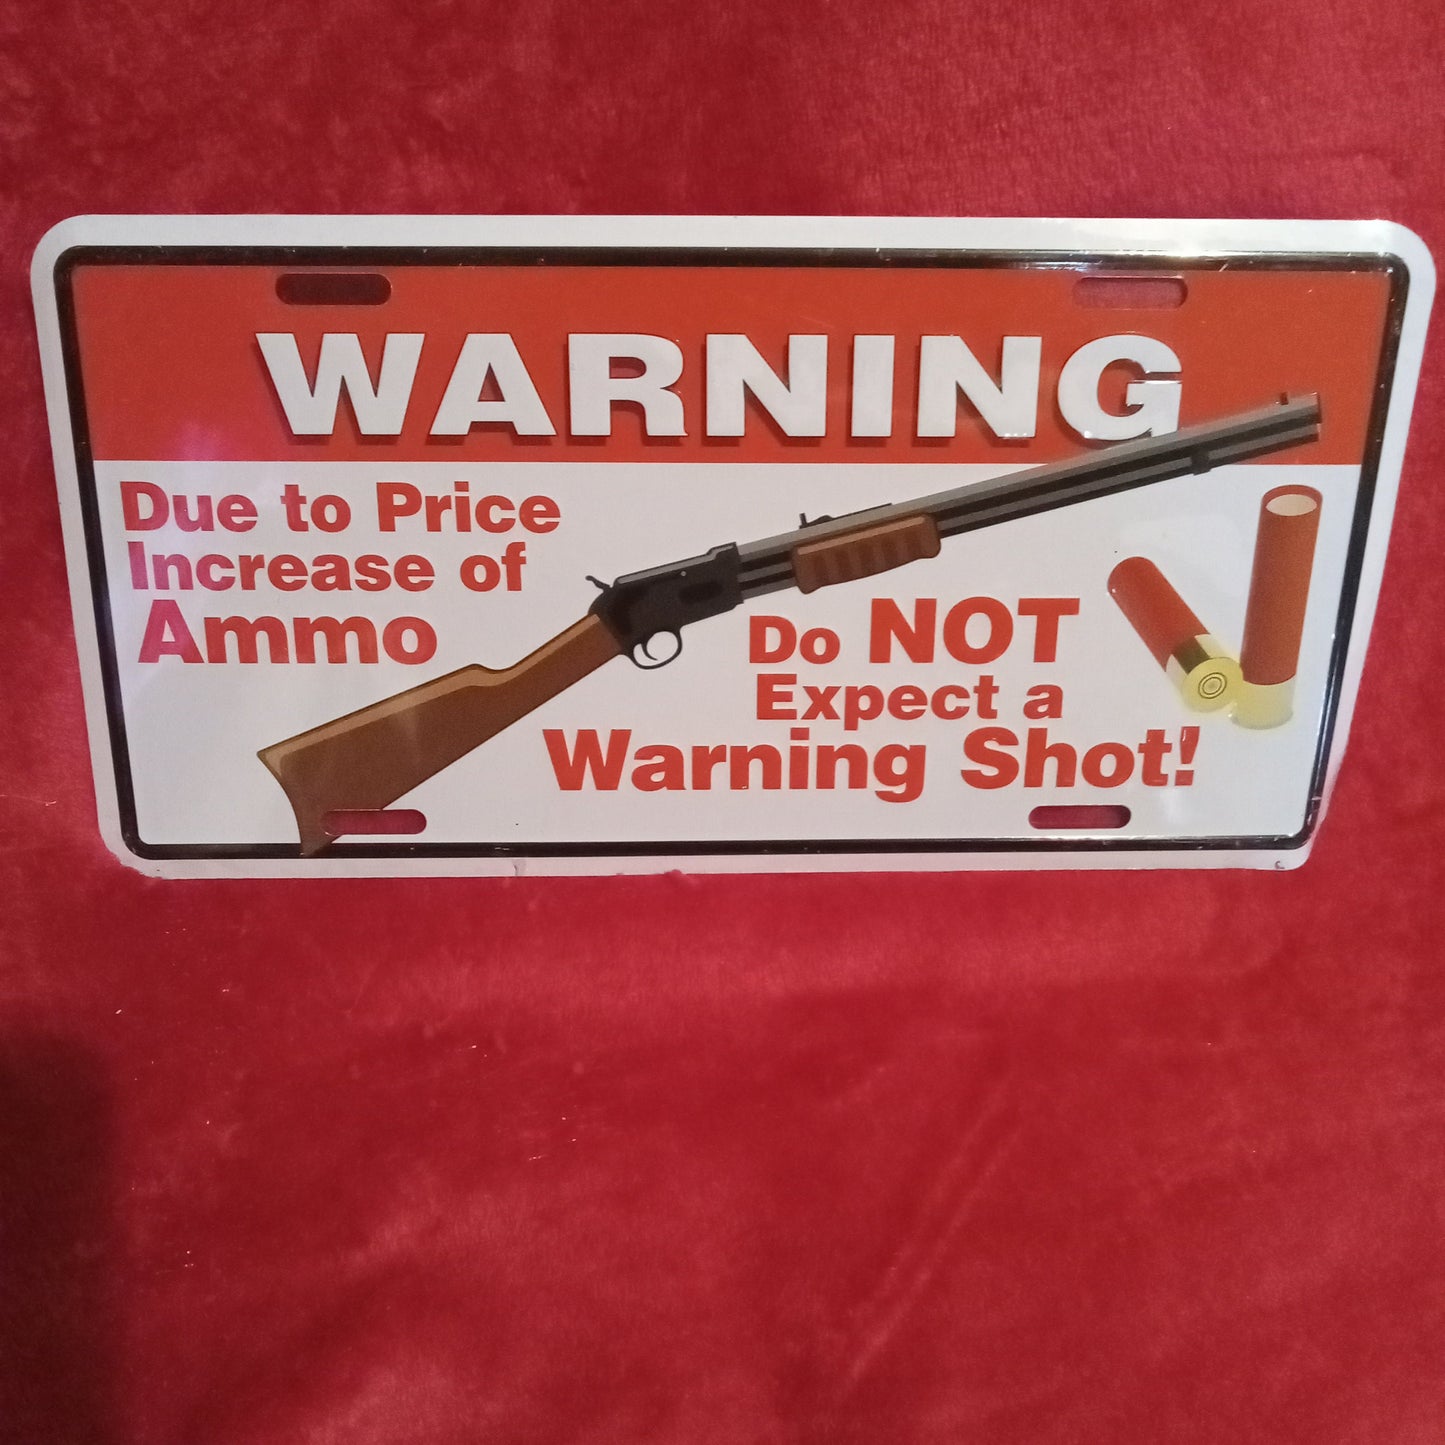 WARNING
Due to Price
Increase of
Ammo
Do NOT
Expect a
Warning Shot!